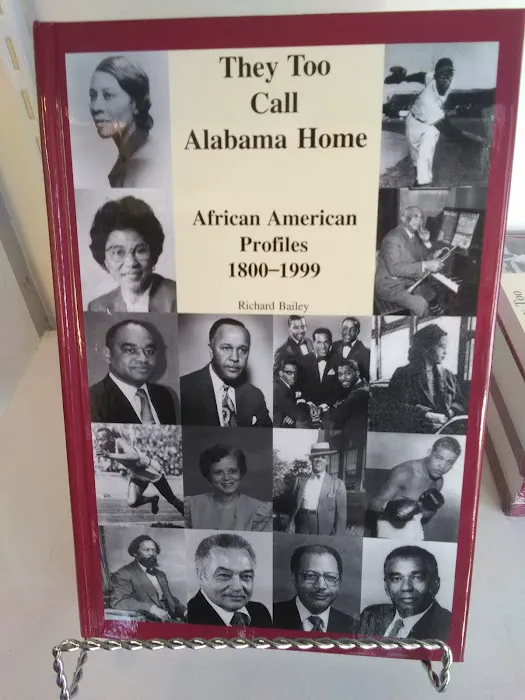 They Too
Call
Alabama Home
African American
Profiles
1800–1999
Richard Bailey